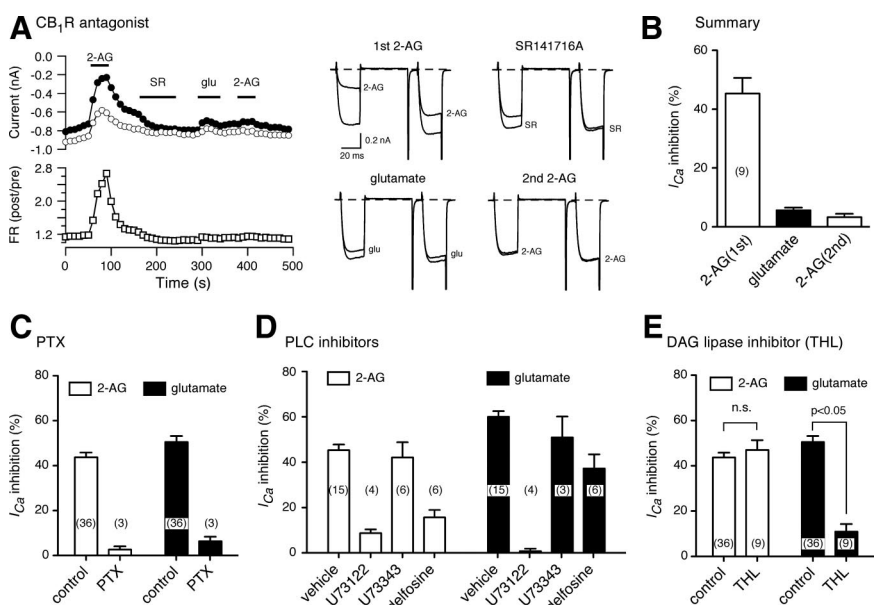 A CB1R antagonist
0.0
-0.2
-0.4
-0.6
-0.8
-1.0
Current (nA)
2-AG
SR
glu
2-AG
2.8
2.0
1.2
FR (post/pre)
0 100 200 300 400 500
Time (s)
1st 2-AG
2-AG
2-AG
0.2 nA
20 ms
SR141716A
SR
SR
glutamate
glu
glu
2nd 2-AG
2-AG
2-AG
B Summary
60
40
20
0
ICa inhibition (%)
(9)
2-AG(1st)
glutamate
2-AG(2nd)
C PTX
2-AG glutamate
80
60
40
20
0
ICa inhibition (%)
(36) (3) (36) (3)
control PTX control PTX
D PLC inhibitors
2-AG glutamate
80
60
40
20
0
ICa inhibition (%)
(15) (4) (6) (6) (15) (4) (3) (6)
vehicle U73122 U73343 delfosine vehicle U73122 U73343 delfosine
E DAG lipase inhibitor (THL)
2-AG glutamate
80
60
40
20
0
ICa inhibition (%)
n.s. p<0.05
(36) (9) (36) (9)
control THL control THL